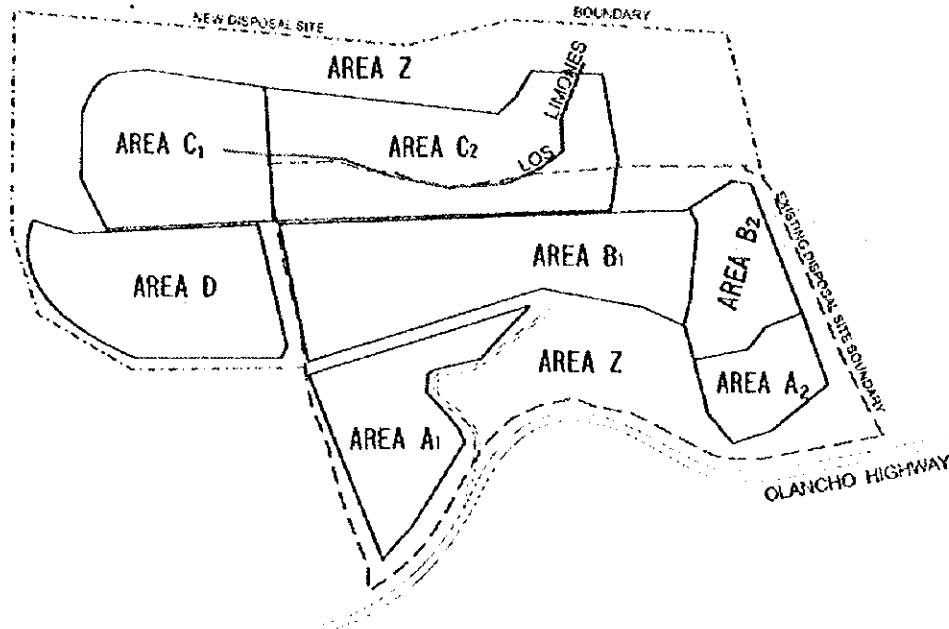 NEW DISPOSAL SITE
BOUNDARY
AREA Z
LOS LIMONES
AREA C₁
AREA C₂
AREA B₁
AREA B₂
EXISTING DISPOSAL SITE BOUNDARY
AREA D
AREA Z
AREA A₂
AREA A₁
OLANCHO HIGHWAY